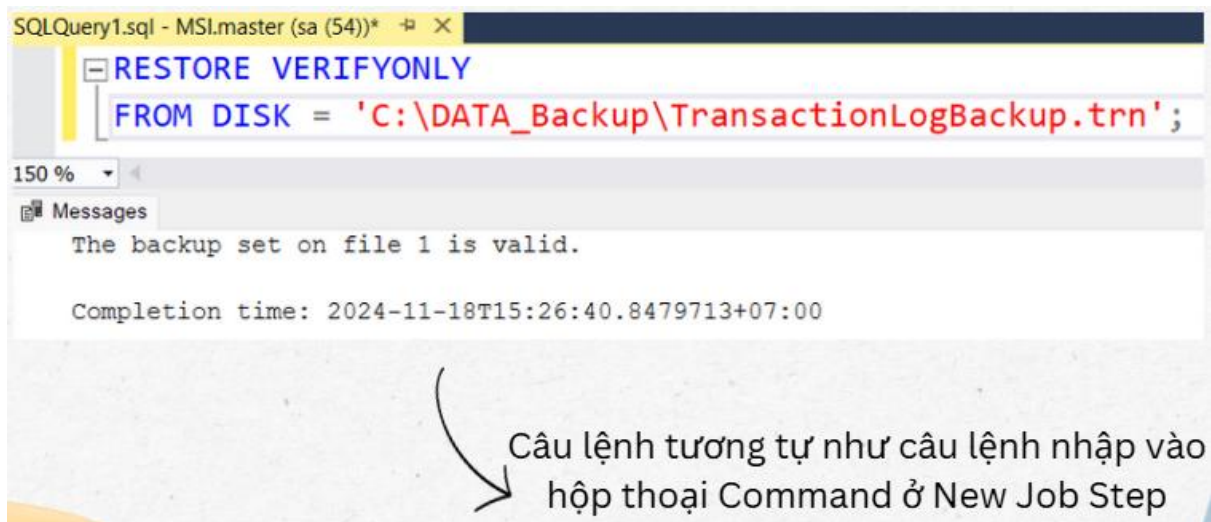 SQLQuery1.sql - MSI.master (sa (54))*
RESTORE VERIFYONLY
FROM DISK = 'C:\DATA_Backup\TransactionLogBackup.trn';
150 %
Messages
The backup set on file 1 is valid.
Completion time: 2024-11-18T15:26:40.8479713+07:00
Câu lệnh tương tự như câu lệnh nhập vào
hộp thoại Command ở New Job Step